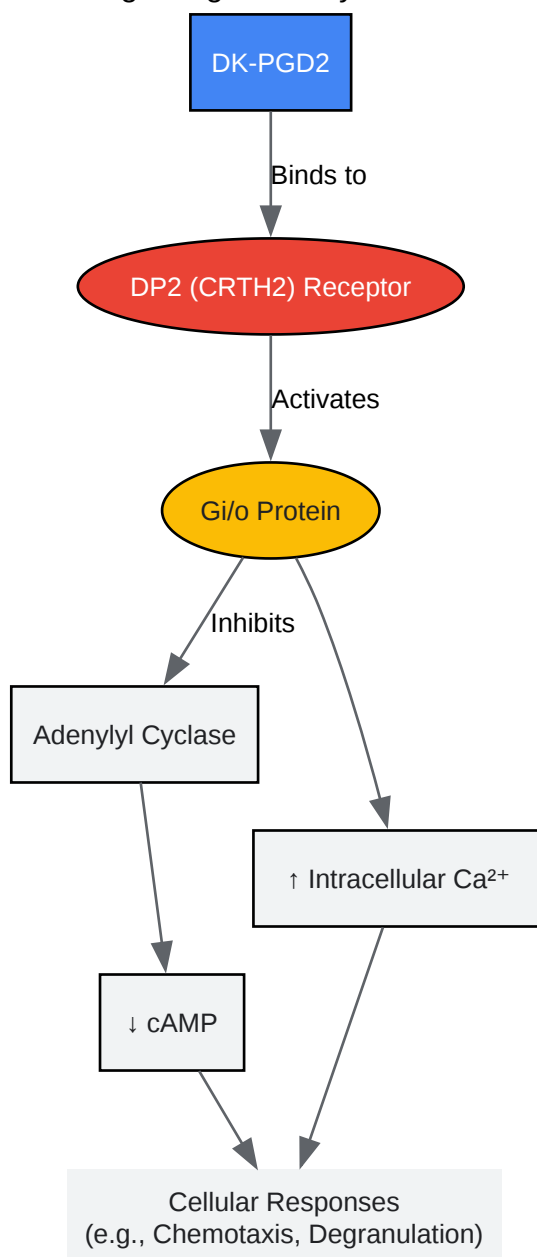 DK-PGD2
Binds to
DP2 (CRTH2) Receptor
Activates
Gi/o Protein
Inhibits
Adenylyl Cyclase
↑ Intracellular Ca²⁺
↓ cAMP
Cellular Responses
(e.g., Chemotaxis, Degranulation)